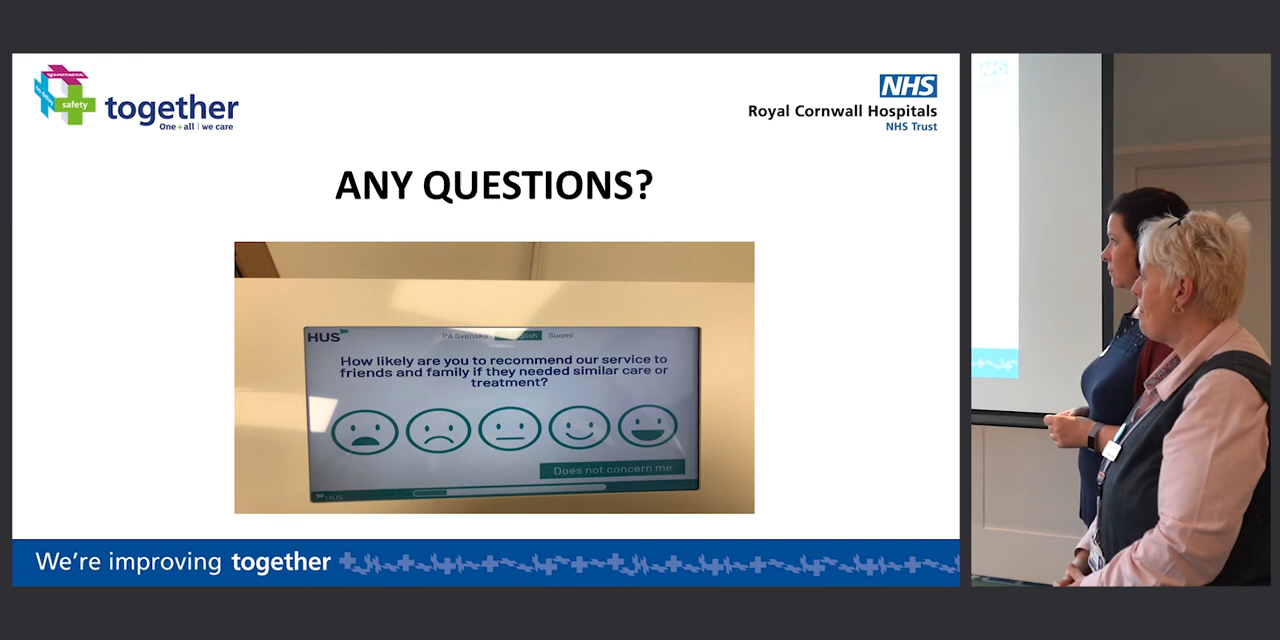 safety
together
One + all | we care
NHS
Royal Cornwall Hospitals
NHS Trust
ANY QUESTIONS?
HUS
På Svenska
Suomi
How likely are you to recommend our service to
friends and family if they needed similar care or
treatment?
Does not concern me
HUS
We're improving together